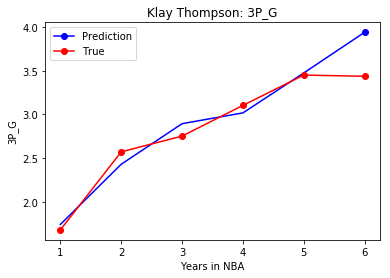 Klay Thompson: 3P_G
Prediction
True
4.0
3.5
3.0
2.5
2.0
3P_G
1 2 3 4 5 6
Years in NBA